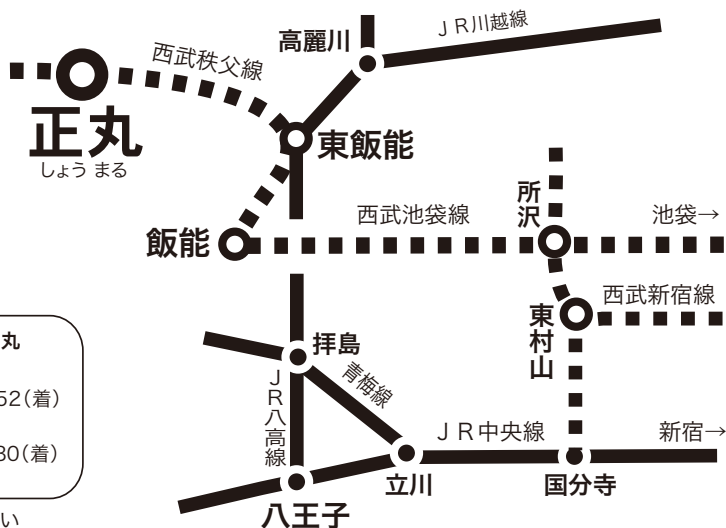 高麗川
ＪＲ川越線
西武秩父線
正丸
しょう まる
東飯能
飯能
西武池袋線
所沢
池袋→
西武新宿線
東村山
丸
52(着)
30(着)
い
拝島
青梅線
ＪＲ八高線
ＪＲ中央線
新宿→
立川
国分寺
八王子